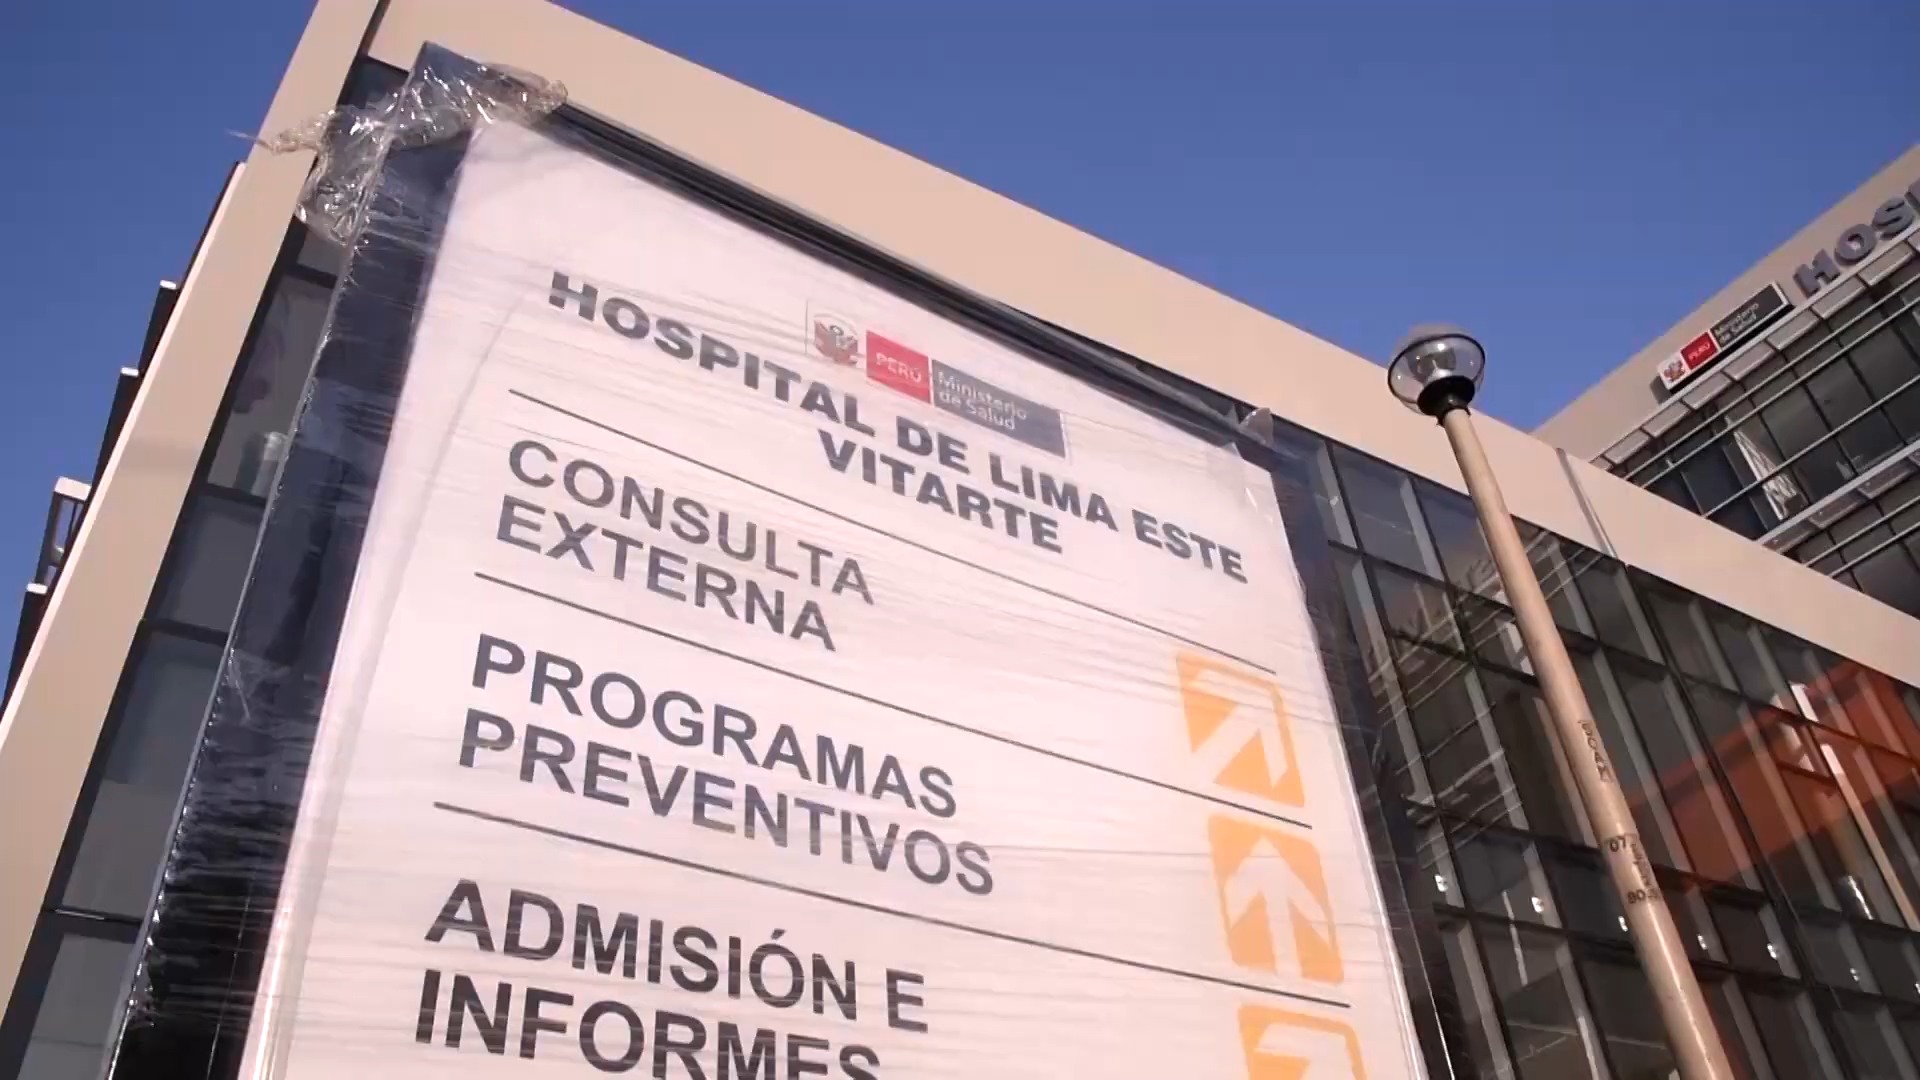 PERÚ
Ministerio
de Salud
HOSPITAL DE LIMA ESTE
VITARTE
CONSULTA
EXTERNA
PROGRAMAS
PREVENTIVOS
ADMISIÓN E
INFORMES
PERÚ
Ministerio
de Salud
HOSP